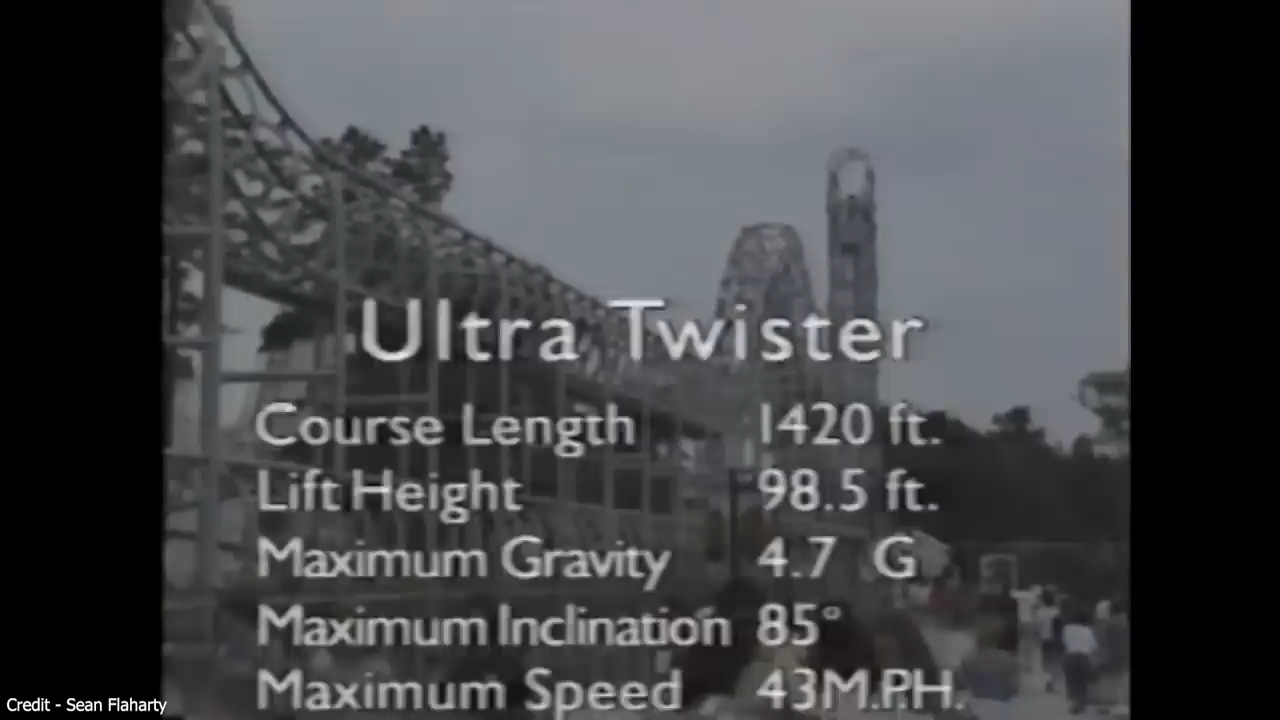 Ultra Twister
Course Length 1420 ft.
Lift Height 98.5 ft.
Maximum Gravity 4.7 G
Maximum Inclination 85°
Maximum Speed 43M.P.H.
Credit - Sean Flaharty